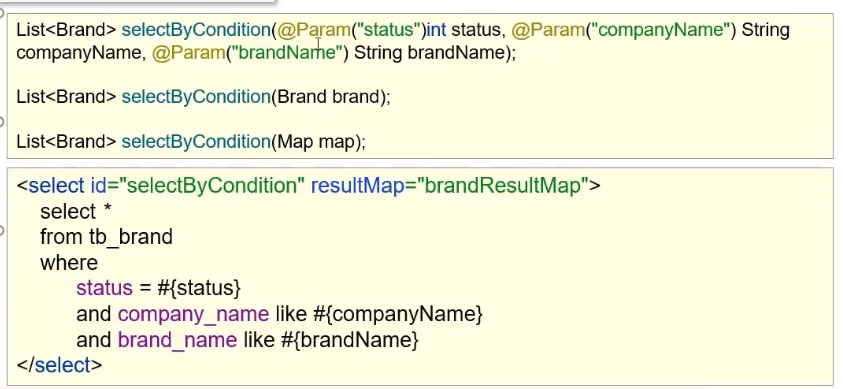 List<Brand> selectByCondition(@Param("status")int status, @Param("companyName") String
companyName, @Param("brandName") String brandName);
List<Brand> selectByCondition(Brand brand);
List<Brand> selectByCondition(Map map);
<select id="selectByCondition" resultMap="brandResultMap">
select *
from tb_brand
where
status = #{status}
and company_name like #{companyName}
and brand_name like #{brandName}
</select>